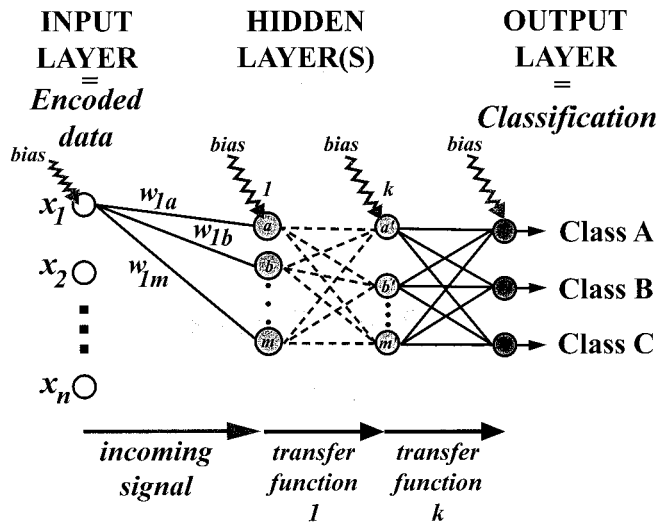 INPUT
LAYER
=
Encoded
data
HIDDEN
LAYER(S)
OUTPUT
LAYER
=
Classification
bias
bias
bias
bias
1
k
x1
w1a
w1b
w1m
x2
xn
a
b
m
a'
b'
m'
Class A
Class B
Class C
incoming
signal
transfer
function
1
transfer
function
k